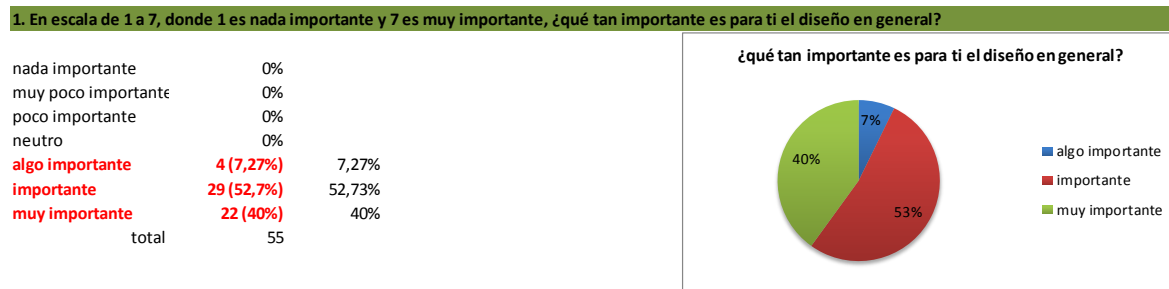 1. En escala de 1 a 7, donde 1 es nada importante y 7 es muy importante, ¿qué tan importante es para ti el diseño en general?
nada importante 0%
muy poco importante 0%
poco importante 0%
neutro 0%
algo importante 4 (7,27%) 7,27%
importante 29 (52,7%) 52,73%
muy importante 22 (40%) 40%
total 55
¿qué tan importante es para ti el diseño en general?
7%
40%
53%
algo importante
importante
muy importante